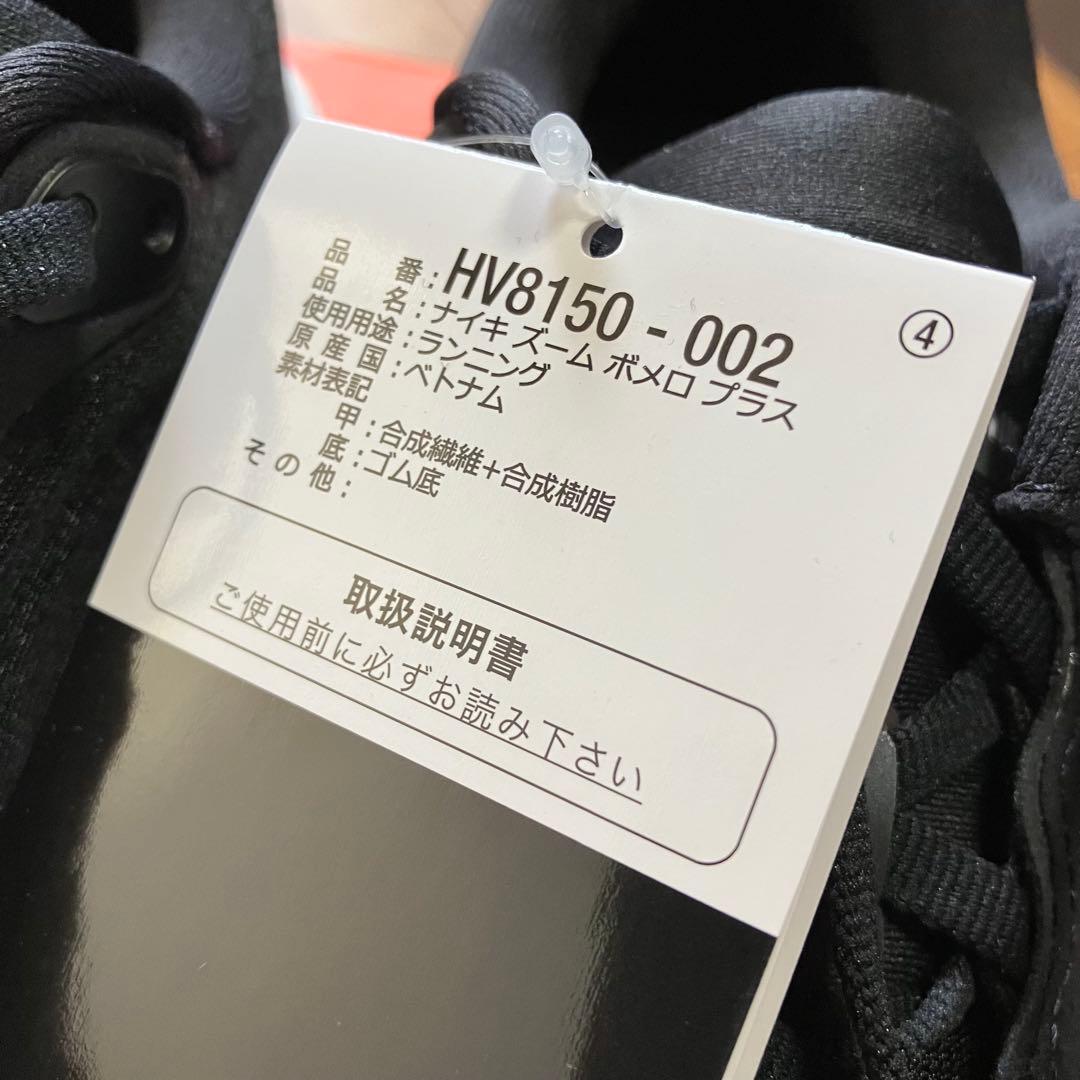 品番：HV8150 - 002
品名：ナイキ ズーム ボメロ プラス
④
使用用途：ランニング
原産国：ベトナム
素材表記
甲：合成繊維＋合成樹脂
底：ゴム底
その他：
取扱説明書
ご使用前に必ずお読み下さい